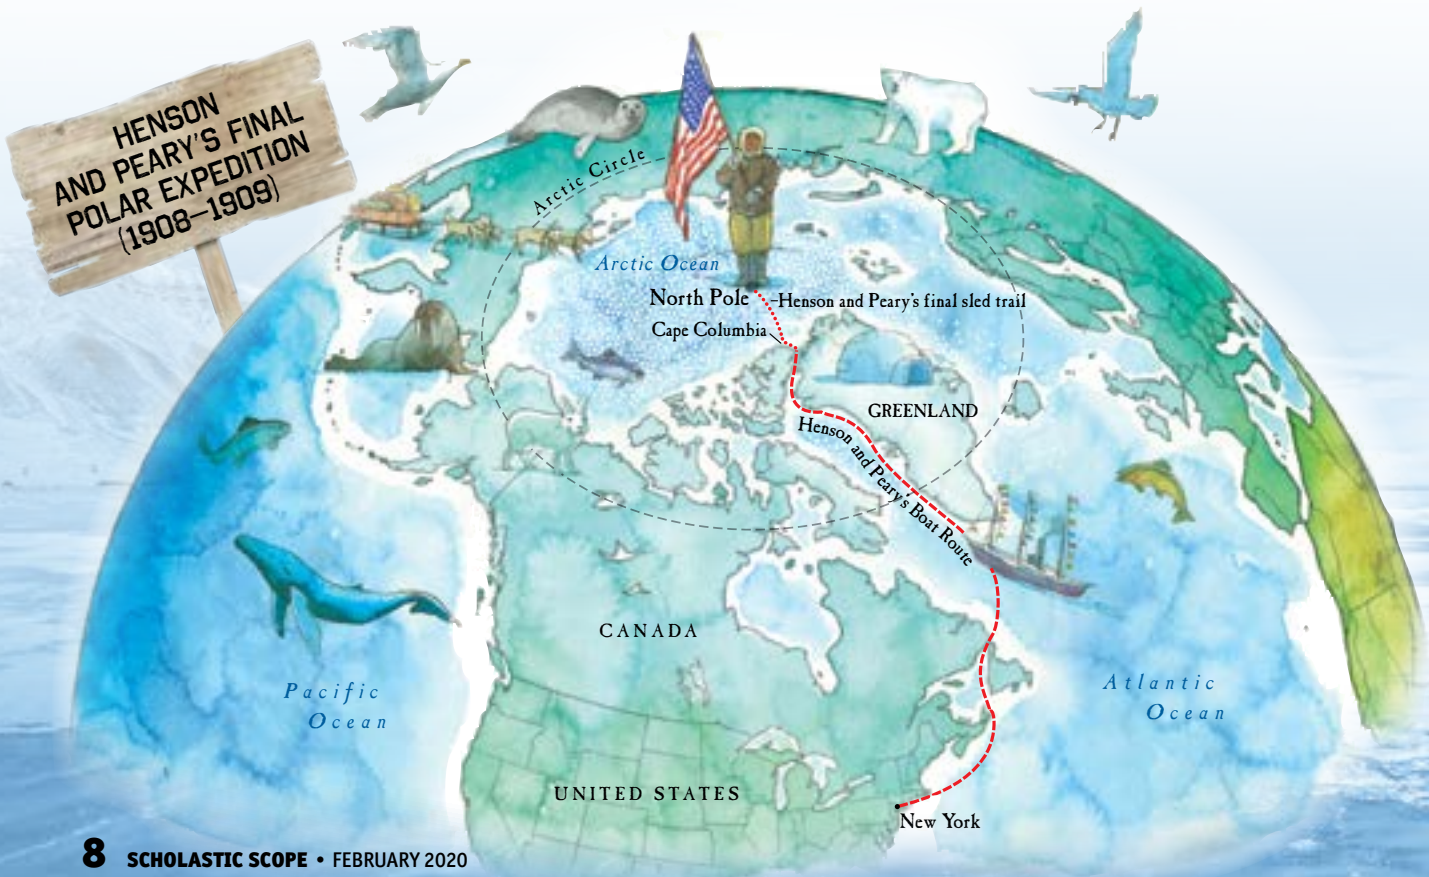 HENSON
AND PEARY'S FINAL
POLAR EXPEDITION
(1908–1909)
Arctic Circle
Arctic Ocean
North Pole
Henson and Peary's final sled trail
Cape Columbia
GREENLAND
Henson and Peary's Boat Route
CANADA
Pacific
Ocean
Atlantic
Ocean
UNITED STATES
New York
8 SCHOLASTIC SCOPE • FEBRUARY 2020